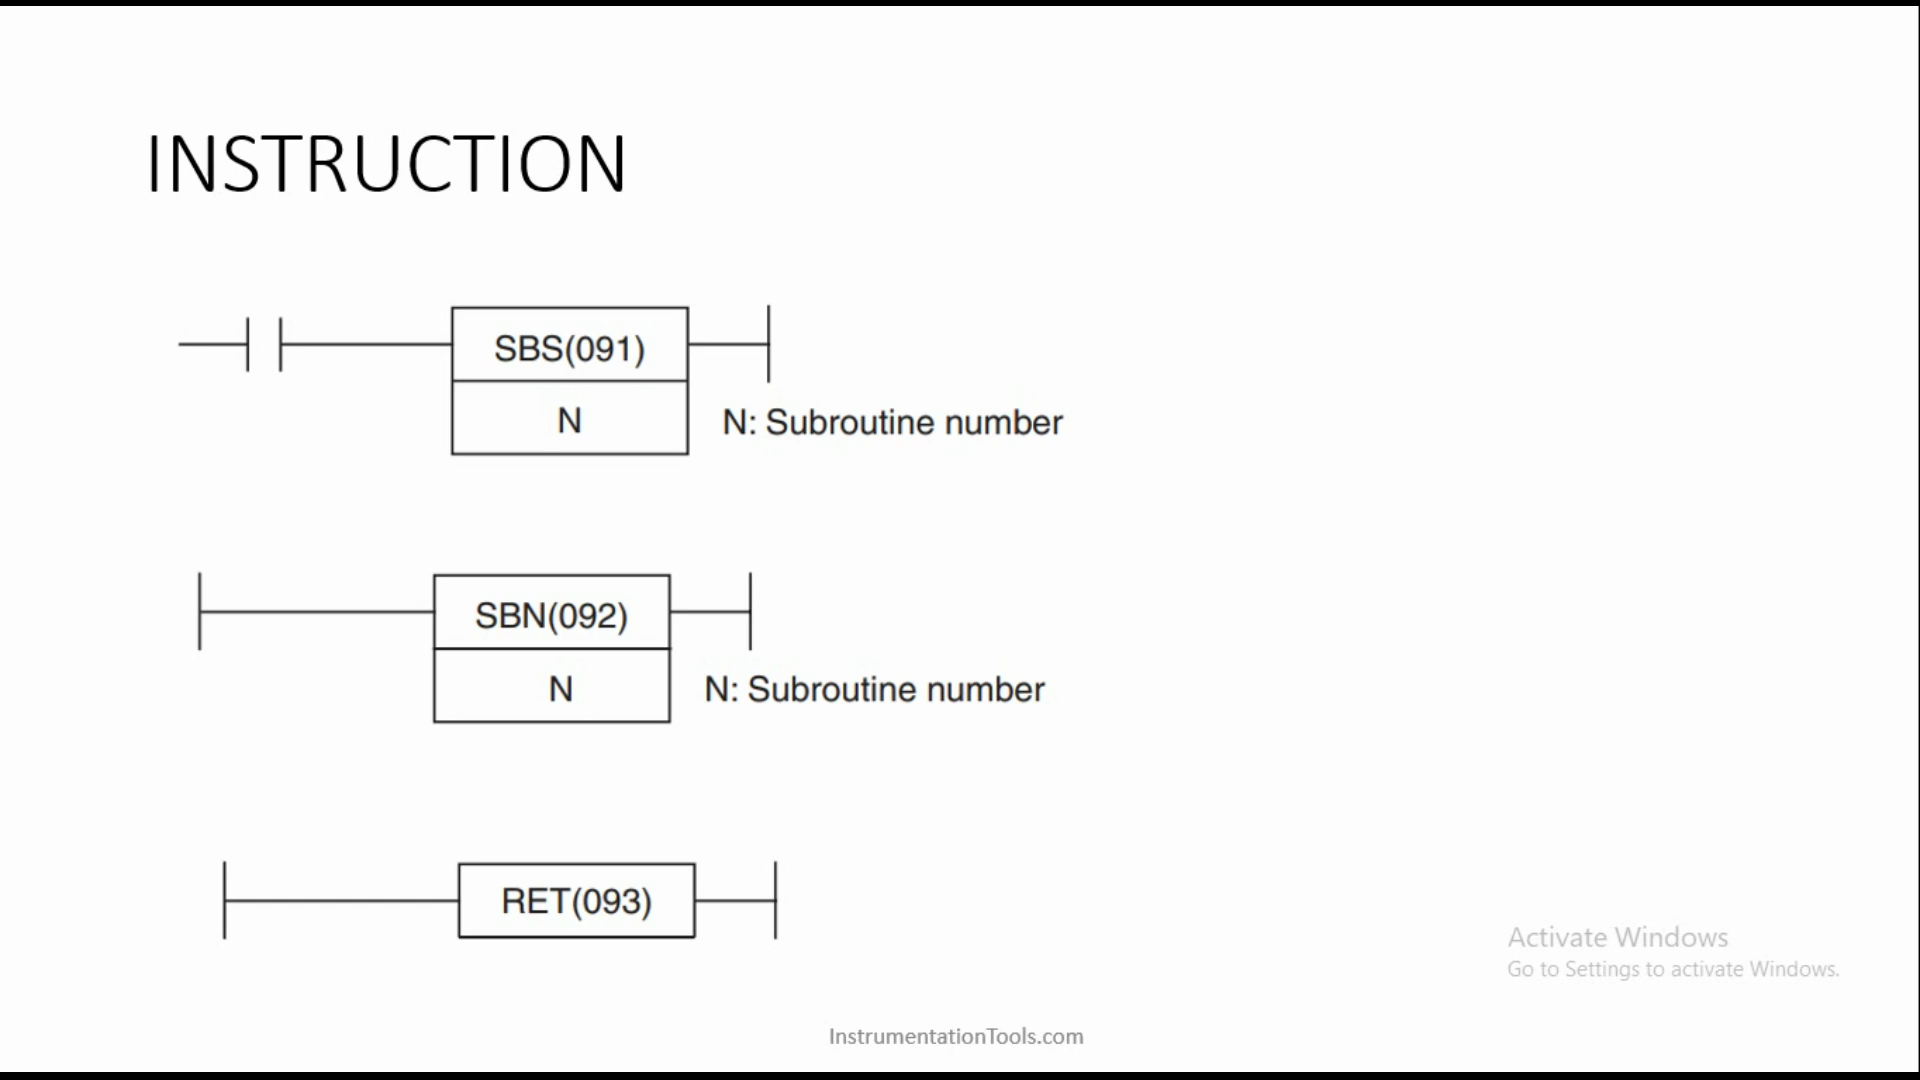 INSTRUCTION
SBS(091)
N
N: Subroutine number
SBN(092)
N
N: Subroutine number
RET(093)
Activate Windows
Go to Settings to activate Windows.
InstrumentationTools.com